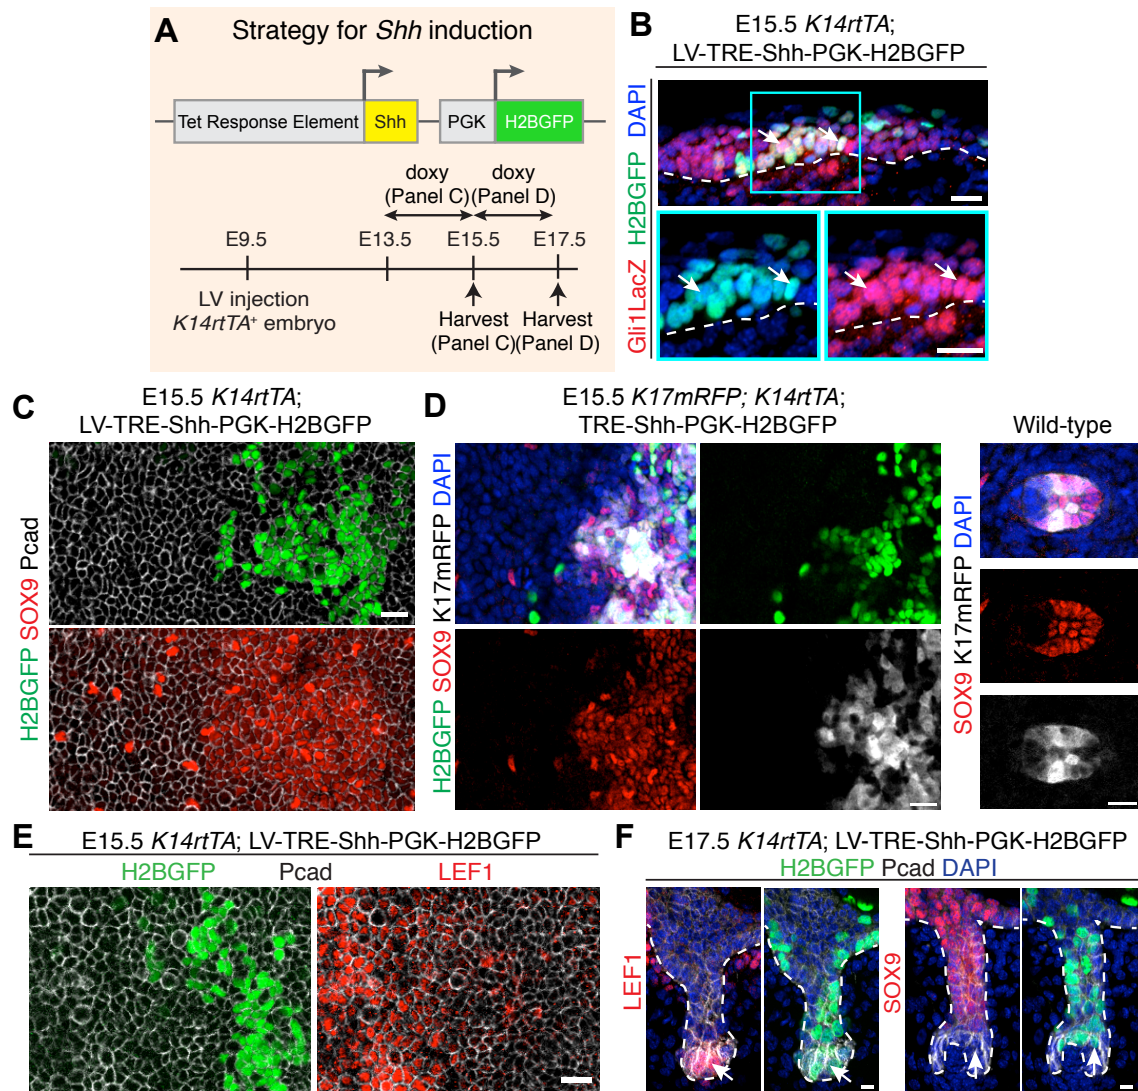 A
Strategy for Shh induction
Tet Response Element
Shh
PGK
H2BGFP
doxy
(Panel C)
doxy
(Panel D)
E9.5
E13.5
E15.5
E17.5
LV injection
K14rtTA+ embryo
Harvest
(Panel C)
Harvest
(Panel D)
B
E15.5 K14rtTA;
LV-TRE-Shh-PGK-H2BGFP
Gli1LacZ H2BGFP DAPI
C
E15.5 K14rtTA;
LV-TRE-Shh-PGK-H2BGFP
H2BGFP SOX9 Pcad
D
E15.5 K17mRFP; K14rtTA;
TRE-Shh-PGK-H2BGFP
H2BGFP SOX9 K17mRFP DAPI
Wild-type
SOX9 K17mRFP DAPI
E
E15.5 K14rtTA; LV-TRE-Shh-PGK-H2BGFP
H2BGFP Pcad LEF1
F
E17.5 K14rtTA; LV-TRE-Shh-PGK-H2BGFP
H2BGFP Pcad DAPI
LEF1
SOX9